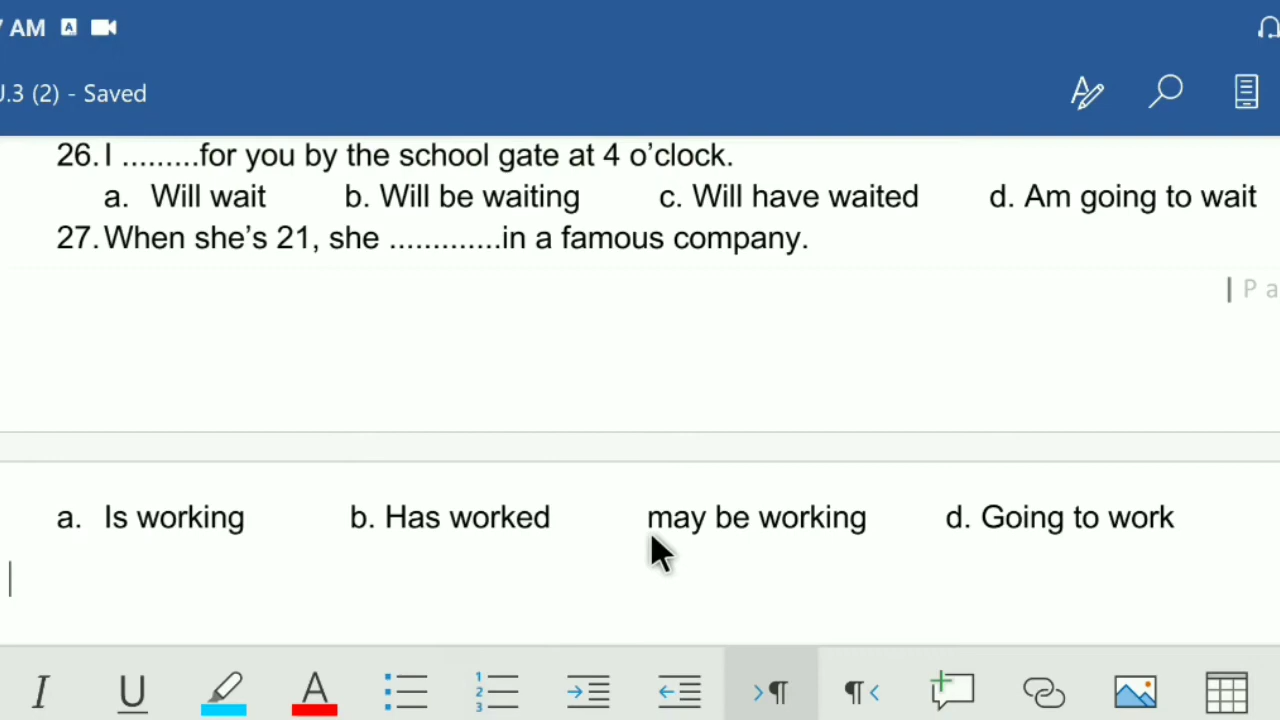 AM
.3 (2) - Saved
26. I .........for you by the school gate at 4 o'clock.
a. Will wait b. Will be waiting c. Will have waited d. Am going to wait
27. When she's 21, she .............in a famous company.
| P a
a. Is working b. Has worked may be working d. Going to work